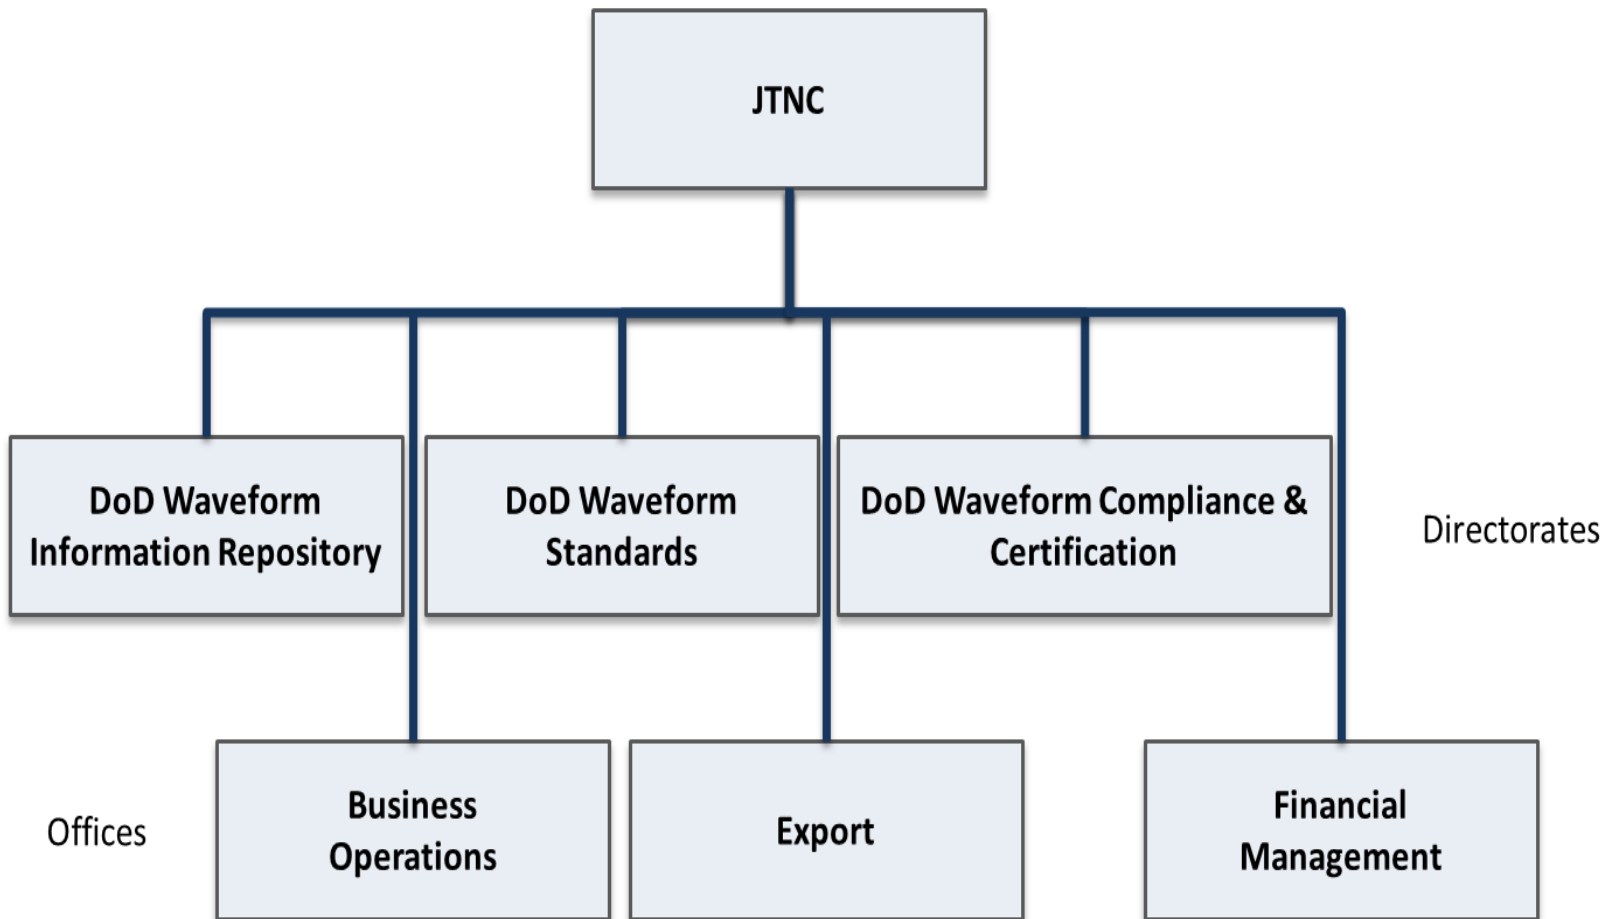 JTNC
DoD Waveform
Information Repository
DoD Waveform
Standards
DoD Waveform Compliance &
Certification
Directorates
Offices
Business
Operations
Export
Financial
Management